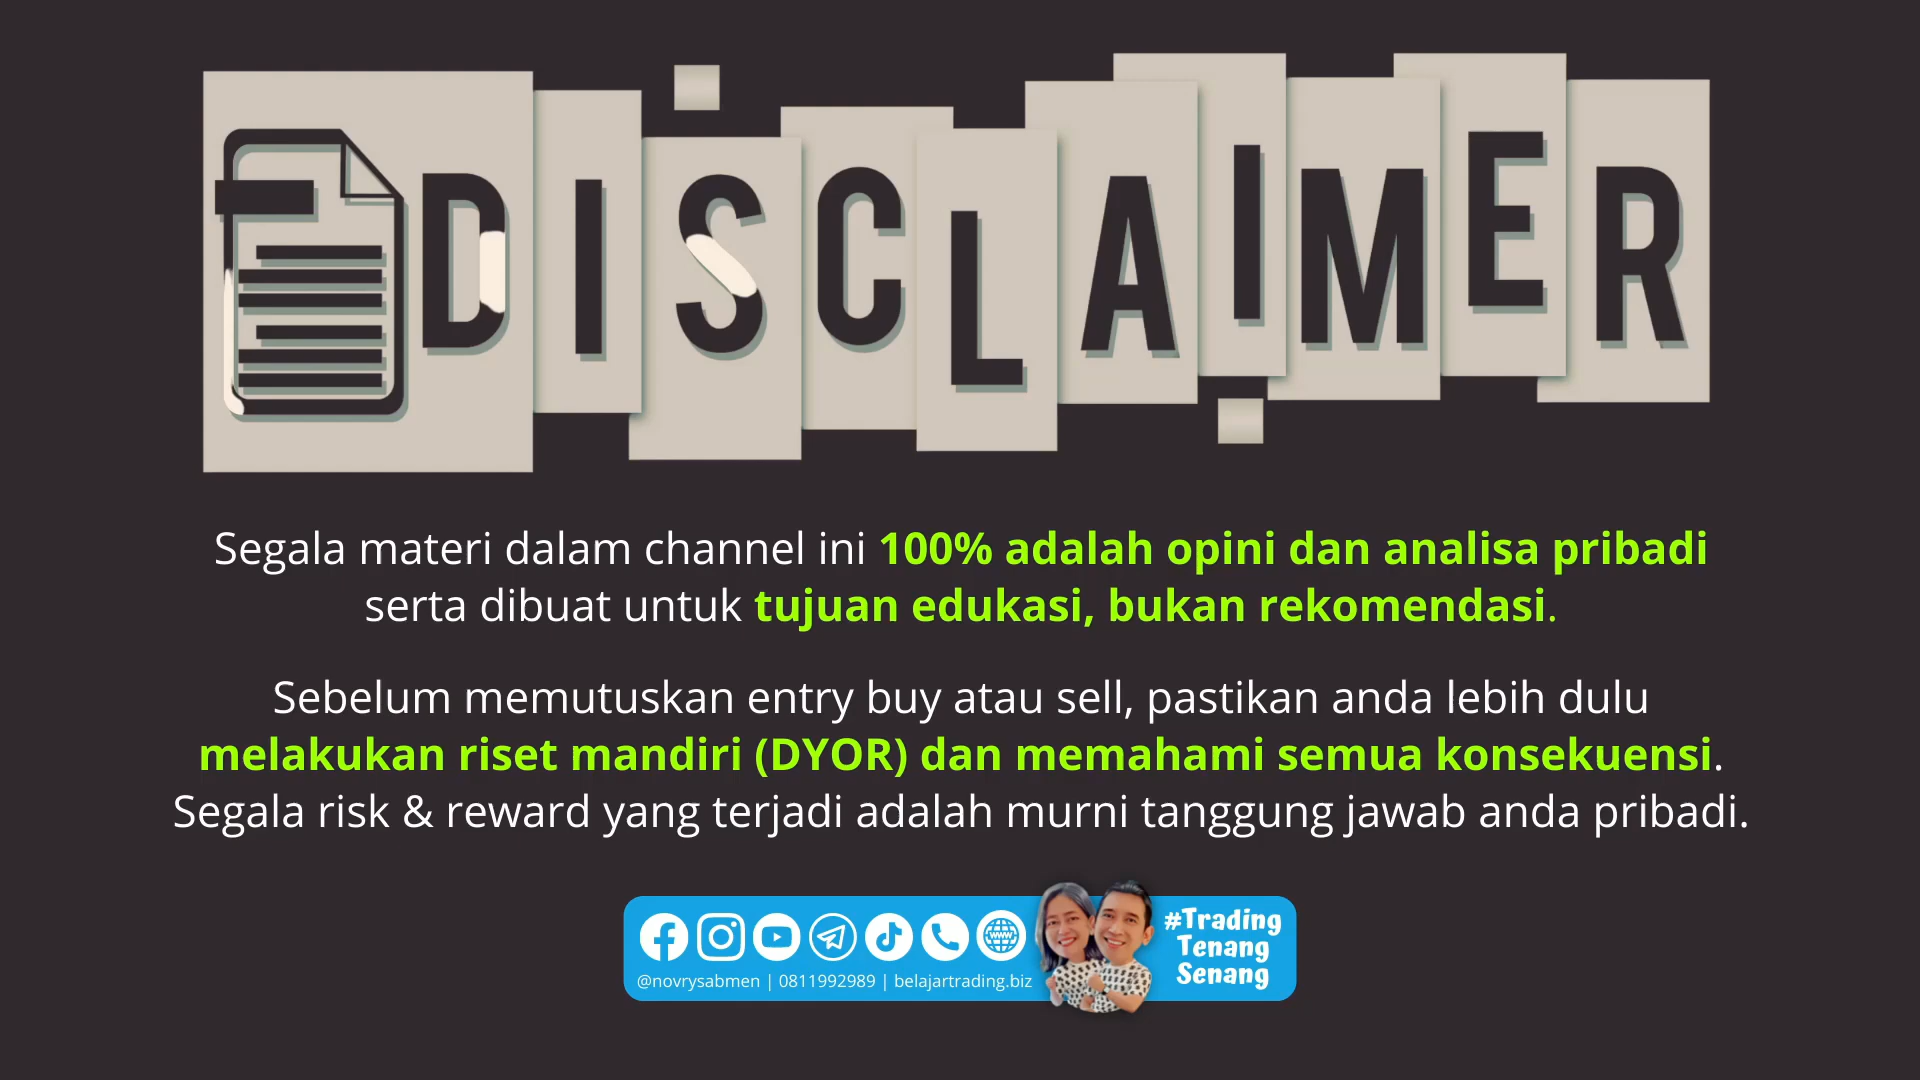 DISCLAIMER
Segala materi dalam channel ini 100% adalah opini dan analisa pribadi
serta dibuat untuk tujuan edukasi, bukan rekomendasi.
Sebelum memutuskan entry buy atau sell, pastikan anda lebih dulu
melakukan riset mandiri (DYOR) dan memahami semua konsekuensi.
Segala risk & reward yang terjadi adalah murni tanggung jawab anda pribadi.
www
@novrysabmen | 0811992989 | belajartrading.biz
#Trading
Tenang
Senang